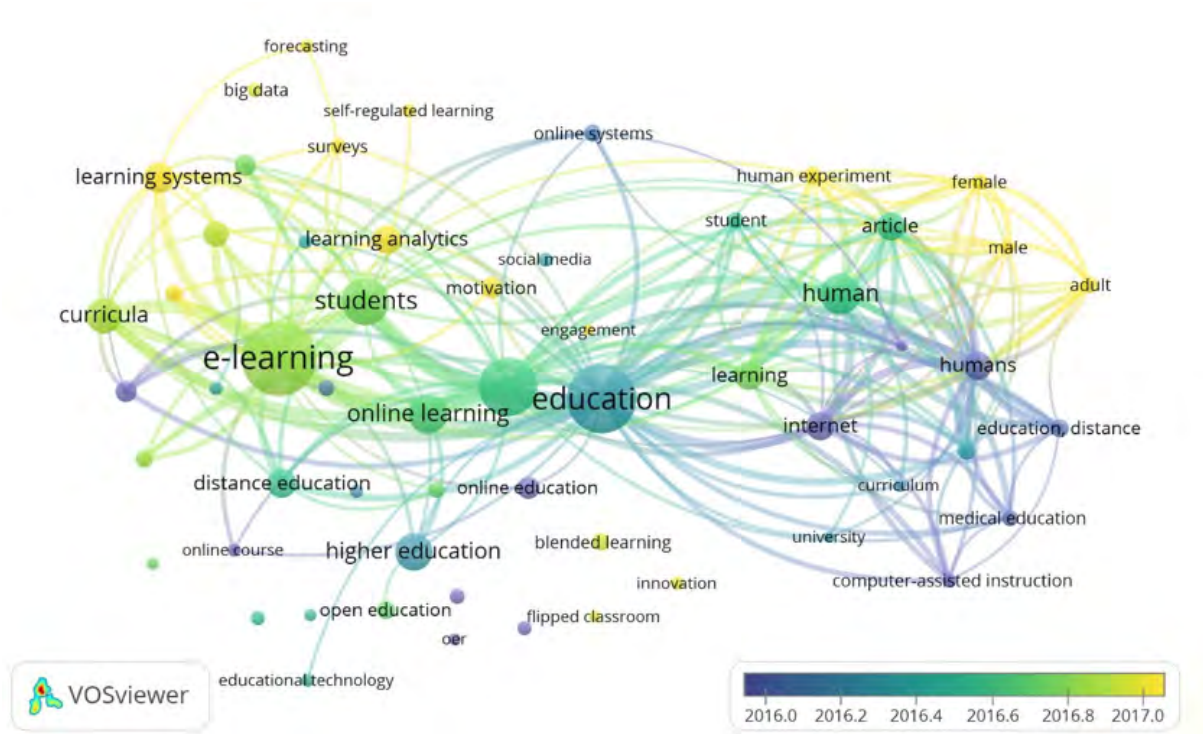 forecasting
big data
self-regulated learning
online systems
surveys
learning systems
human experiment
female
student
article
learning analytics
male
social media
motivation
adult
human
students
curricula
engagement
e-learning
humans
learning
education
online learning
internet
education, distance
distance education
online education
curriculum
medical education
university
blended learning
online course
higher education
computer-assisted instruction
innovation
open education
flipped classroom
oer
educational technology
VOSviewer
2016.0 2016.2 2016.4 2016.6 2016.8 2017.0